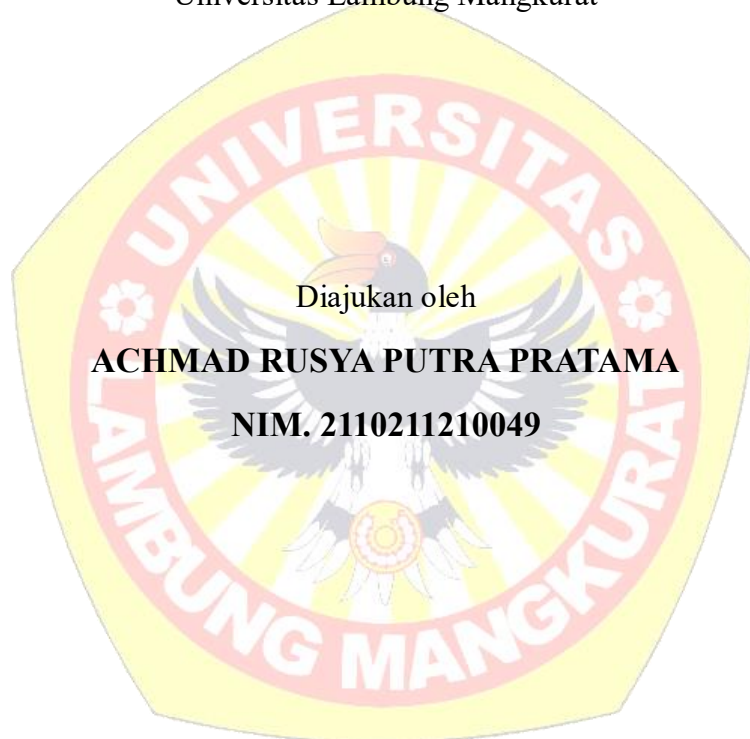 Universitas Lambung Mangkurat
UNIVERSITAS
Diajukan oleh
ACHMAD RUSYA PUTRA PRATAMA
NIM. 2110211210049
LAMBUNG MANGKURAT